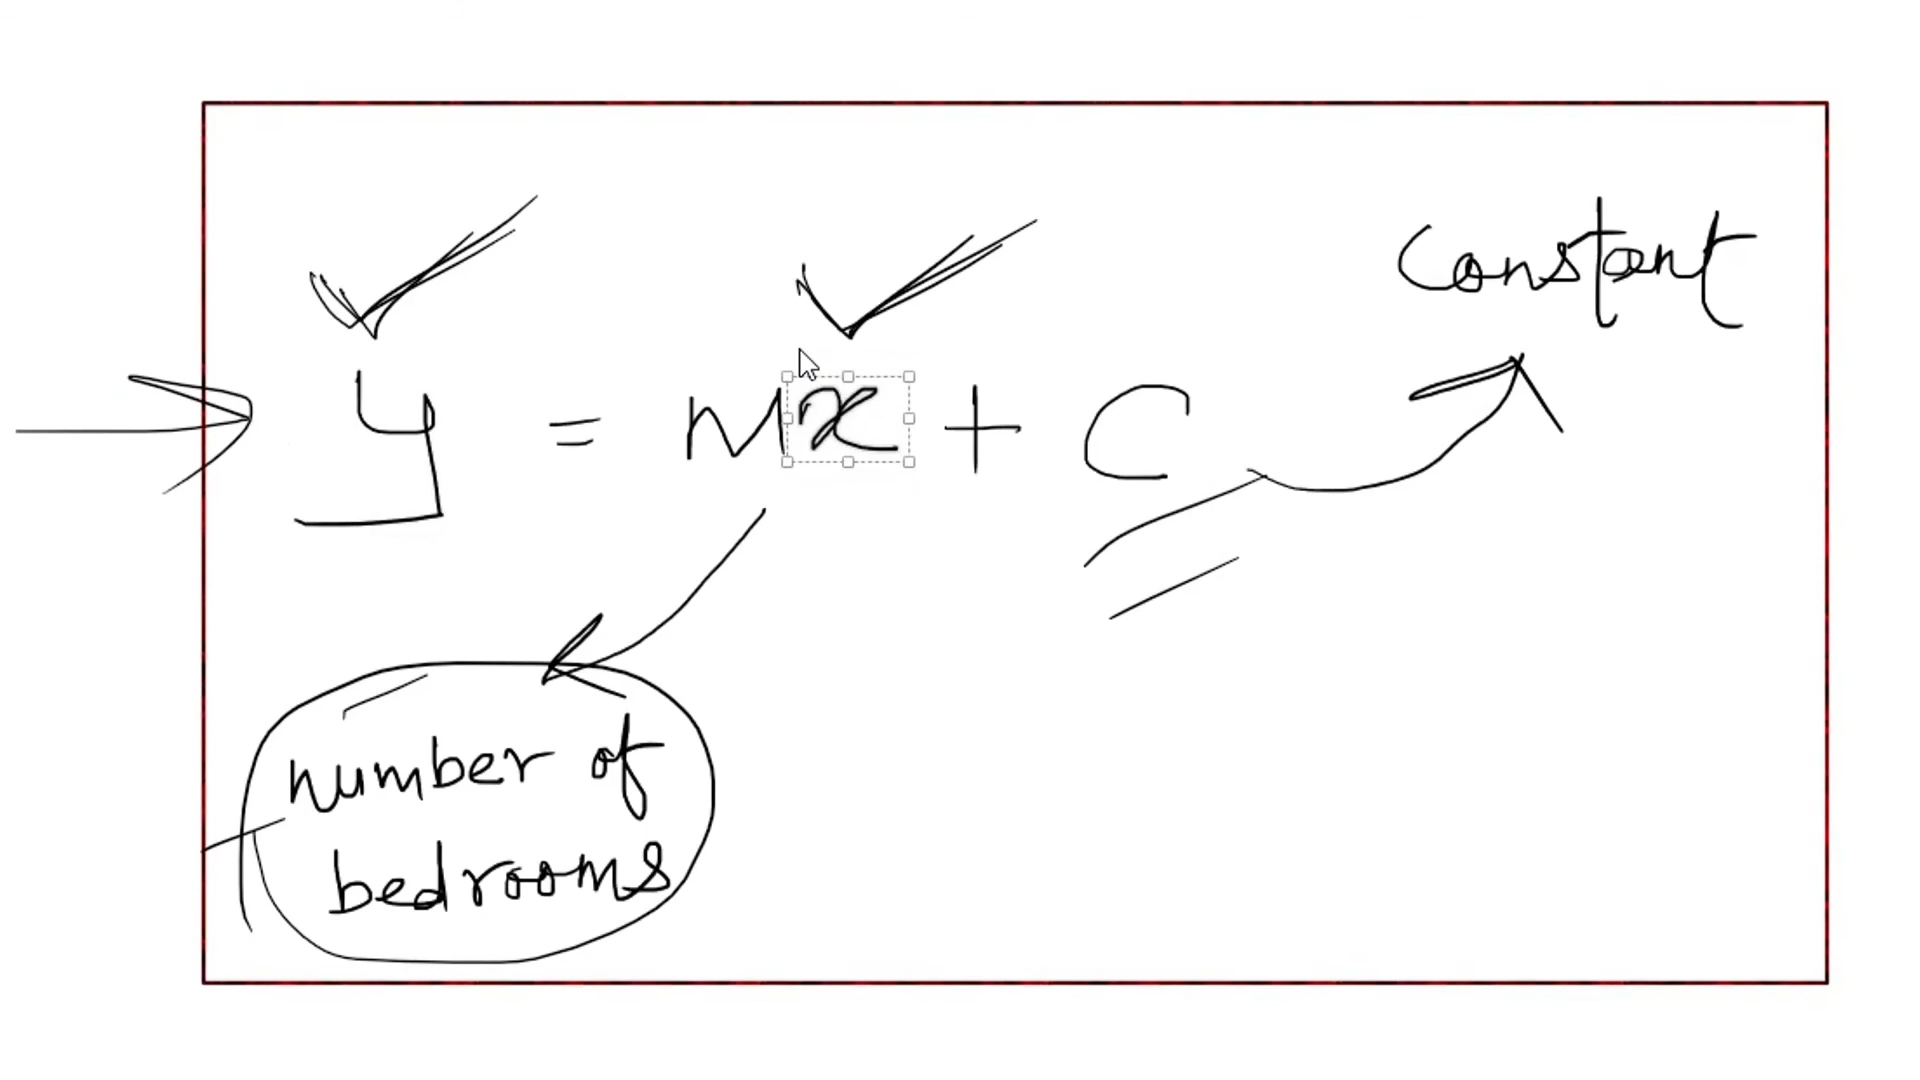 constant
y = mx + c
number of
bedrooms